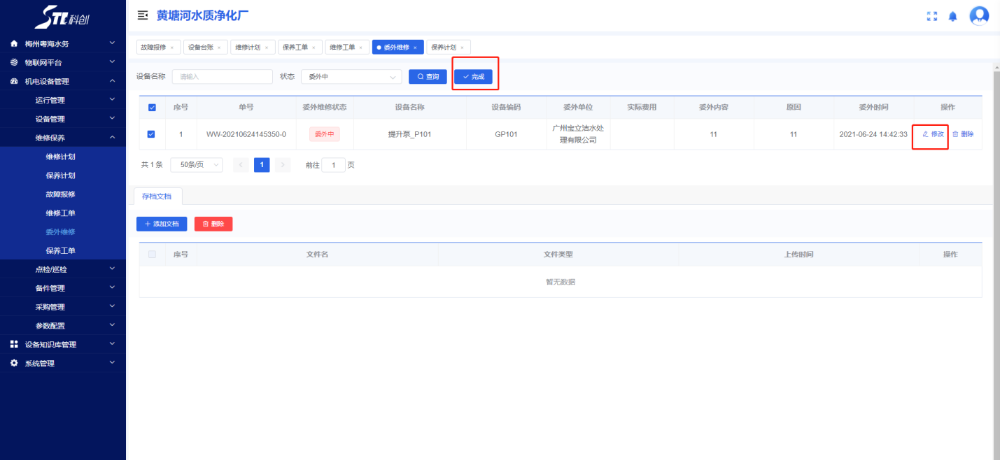 STC科创
黄塘河水质净化厂
梅州粤海水务
物联网平台
机电设备管理
运行管理
设备管理
维修保养
维修计划
保养计划
故障报修
维修工单
委外维修
保养工单
点检/巡检
备件管理
采购管理
参数配置
设备知识库管理
系统管理
故障报修 × 设备台账 × 维修计划 × 保养工单 × 维修工单 × 委外维修 × 保养计划 ×
设备名称 请输入 状态 委外中 查询 完成
序号 单号 委外维修状态 设备名称 设备编码 委外单位 实际费用 委外内容 原因 委外时间 操作
1 WW-20210624145350-0 委外中 提升泵_P101 GP101 广州宝立洁水处 11 11 2021-06-24 14:42:33 修改 删除
理有限公司
共 1 条 50条/页 < 1 > 前往 1 页
存档文档
+ 添加文档 删除
序号 文件名 文件类型 上传时间 操作
暂无数据